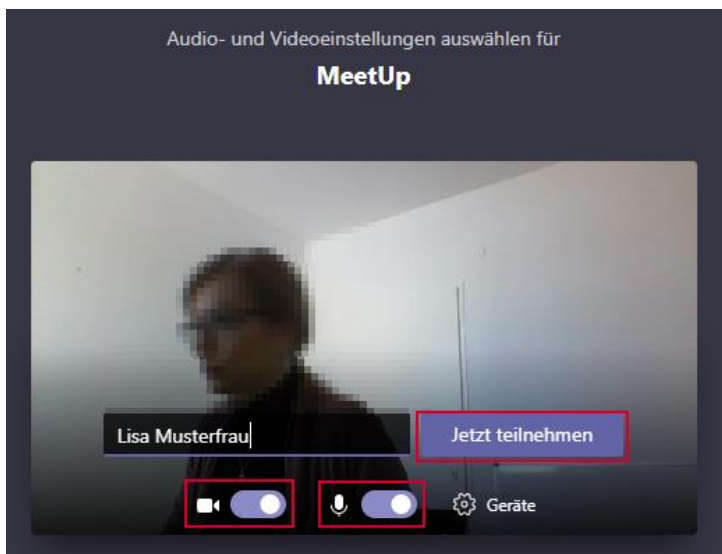 Audio- und Videoeinstellungen auswählen für
MeetUp
Lisa Musterfrau
Jetzt teilnehmen
Geräte